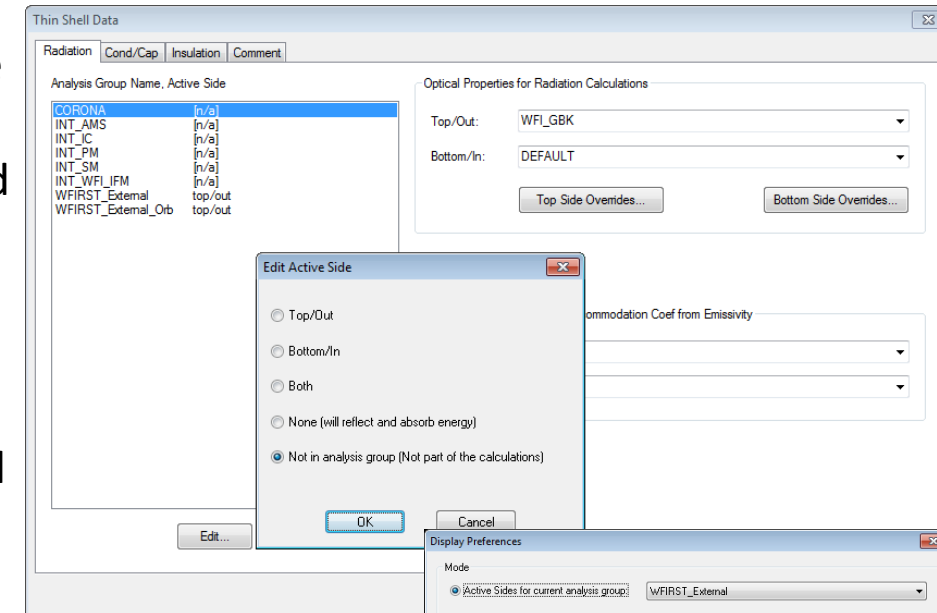 Thin Shell Data
Radiation Cond/Cap Insulation Comment
Analysis Group Name, Active Side
CORONA [n/a]
INT_AMS [n/a]
INT_IC [n/a]
INT_PM [n/a]
INT_SM [n/a]
INT_WFI_IFM [n/a]
WFIRST_External top/out
WFIRST_External_Orb top/out
Edit...
Optical Properties for Radiation Calculations
Top/Out: WFI_GBK
Bottom/In: DEFAULT
Top Side Overrides... Bottom Side Overrides...
ommodation Coef from Emissivity
Edit Active Side
Top/Out
Bottom/In
Both
None (will reflect and absorb energy)
Not in analysis group (Not part of the calculations)
OK Cancel
Display Preferences
Mode
Active Sides for current analysis group: WFIRST_External